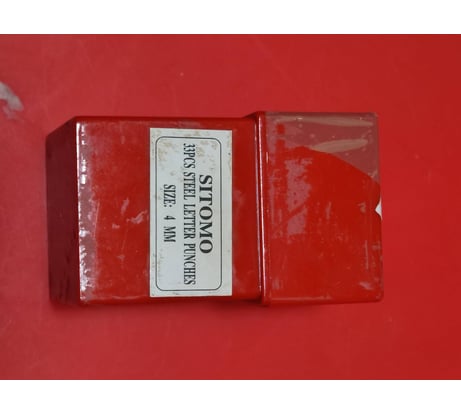 SITOMO
33PCS STEEL LETTER PUNCHES
SIZE: 4 MM